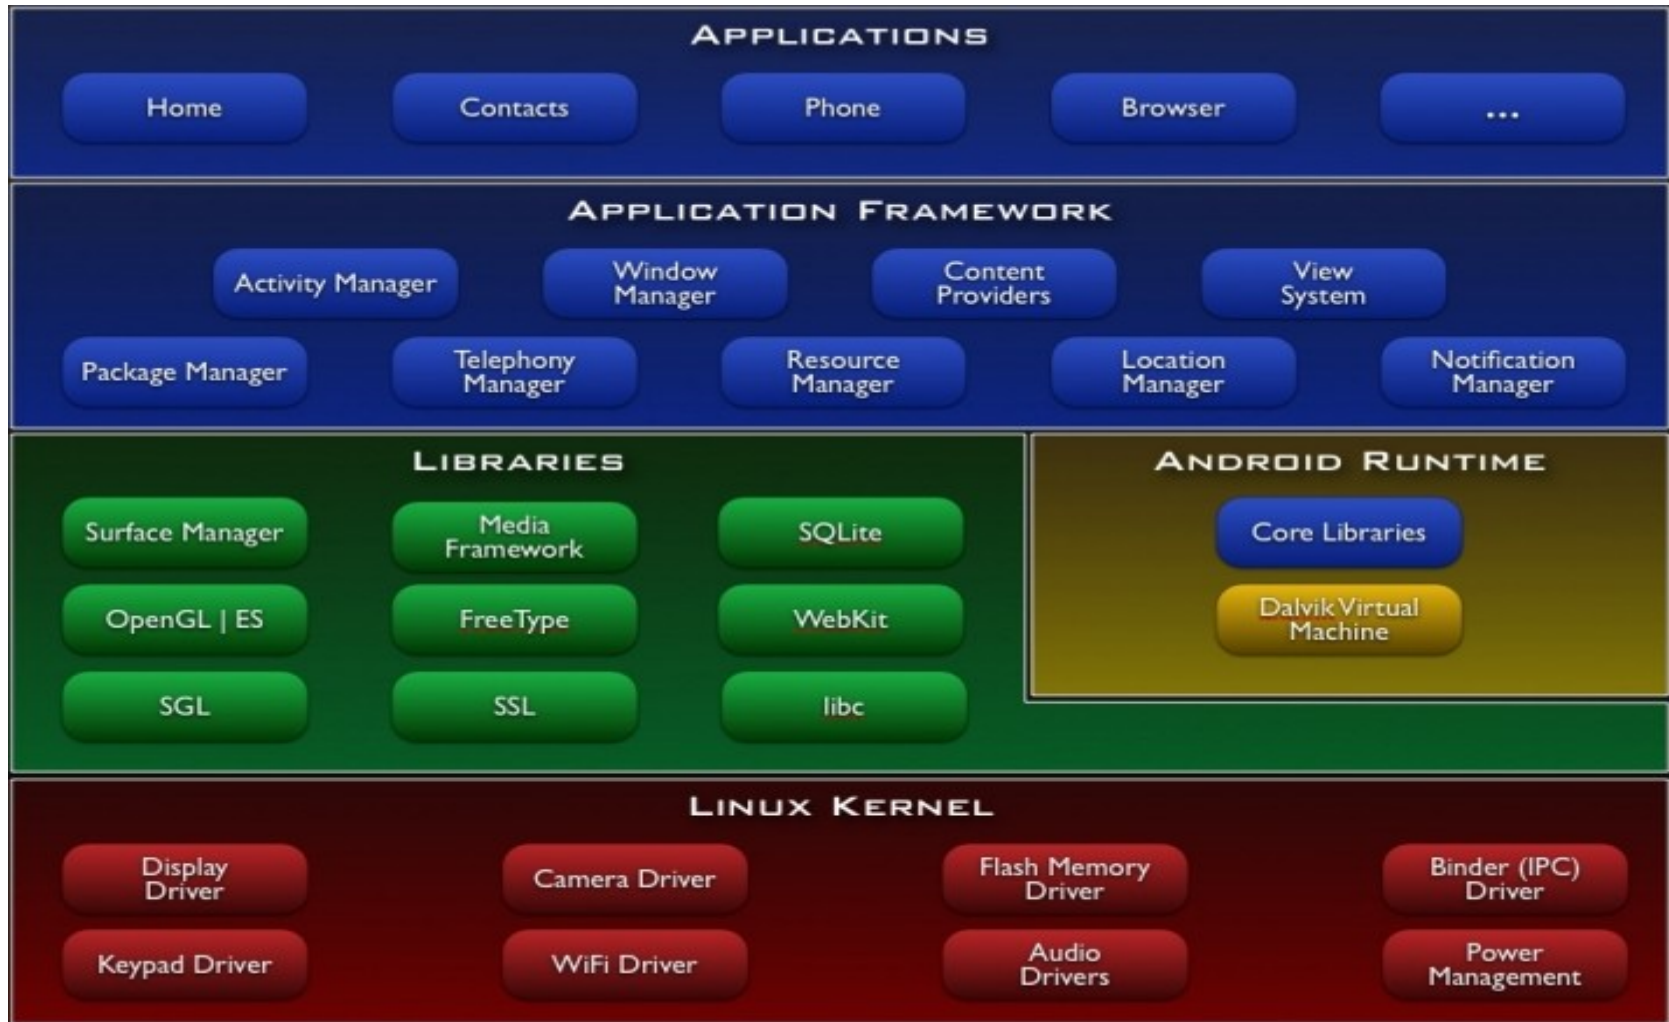 APPLICATIONS
Home
Contacts
Phone
Browser
...
APPLICATION FRAMEWORK
Activity Manager
Window
Manager
Content
Providers
View
System
Package Manager
Telephony
Manager
Resource
Manager
Location
Manager
Notification
Manager
LIBRARIES
Surface Manager
Media
Framework
SQLite
OpenGL | ES
FreeType
WebKit
SGL
SSL
libc
ANDROID RUNTIME
Core Libraries
Dalvik Virtual
Machine
LINUX KERNEL
Display
Driver
Camera Driver
Flash Memory
Driver
Binder (IPC)
Driver
Keypad Driver
WiFi Driver
Audio
Drivers
Power
Management